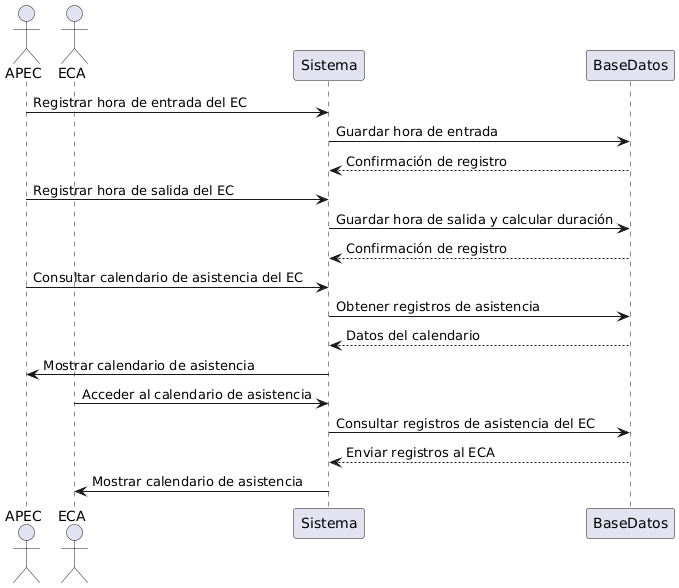 APEC
ECA
Sistema
BaseDatos
Registrar hora de entrada del EC
Guardar hora de entrada
Confirmación de registro
Registrar hora de salida del EC
Guardar hora de salida y calcular duración
Confirmación de registro
Consultar calendario de asistencia del EC
Obtener registros de asistencia
Datos del calendario
Mostrar calendario de asistencia
Acceder al calendario de asistencia
Consultar registros de asistencia del EC
Enviar registros al ECA
Mostrar calendario de asistencia
APEC
ECA
Sistema
BaseDatos